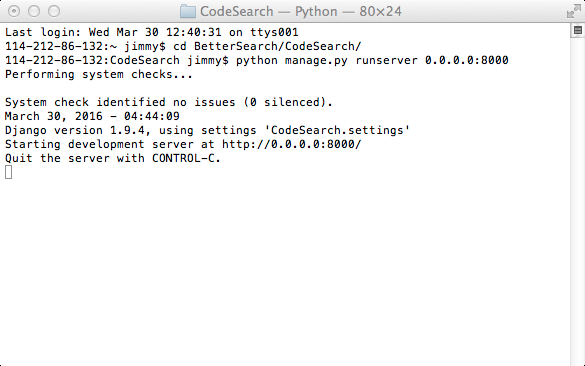 CodeSearch — Python — 80×24
Last login: Wed Mar 30 12:40:31 on ttys001
114-212-86-132:~ jimmy$ cd BetterSearch/CodeSearch/
114-212-86-132:CodeSearch jimmy$ python manage.py runserver 0.0.0.0:8000
Performing system checks...

System check identified no issues (0 silenced).
March 30, 2016 - 04:44:09
Django version 1.9.4, using settings 'CodeSearch.settings'
Starting development server at http://0.0.0.0:8000/
Quit the server with CONTROL-C.